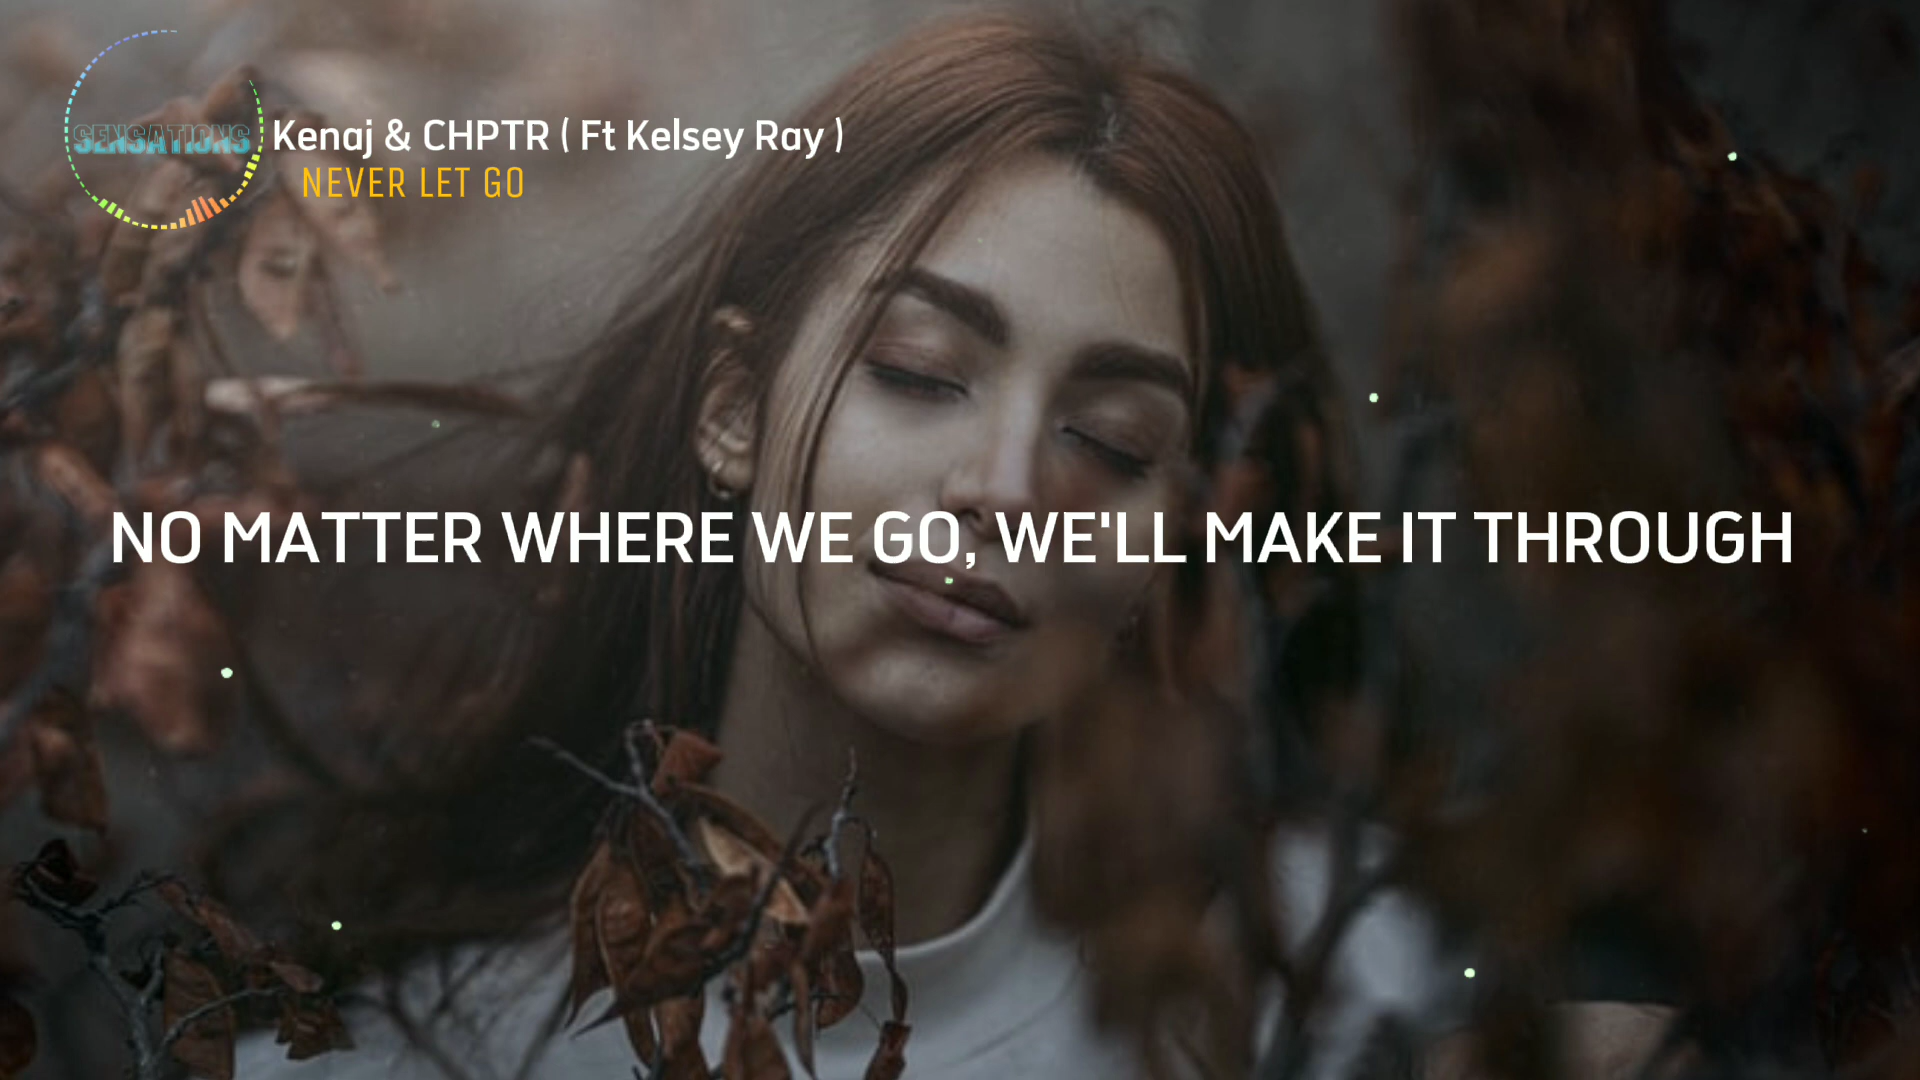 SENSATIONS
Kenaj & CHPTR ( Ft Kelsey Ray )
NEVER LET GO
NO MATTER WHERE WE GO, WE'LL MAKE IT THROUGH